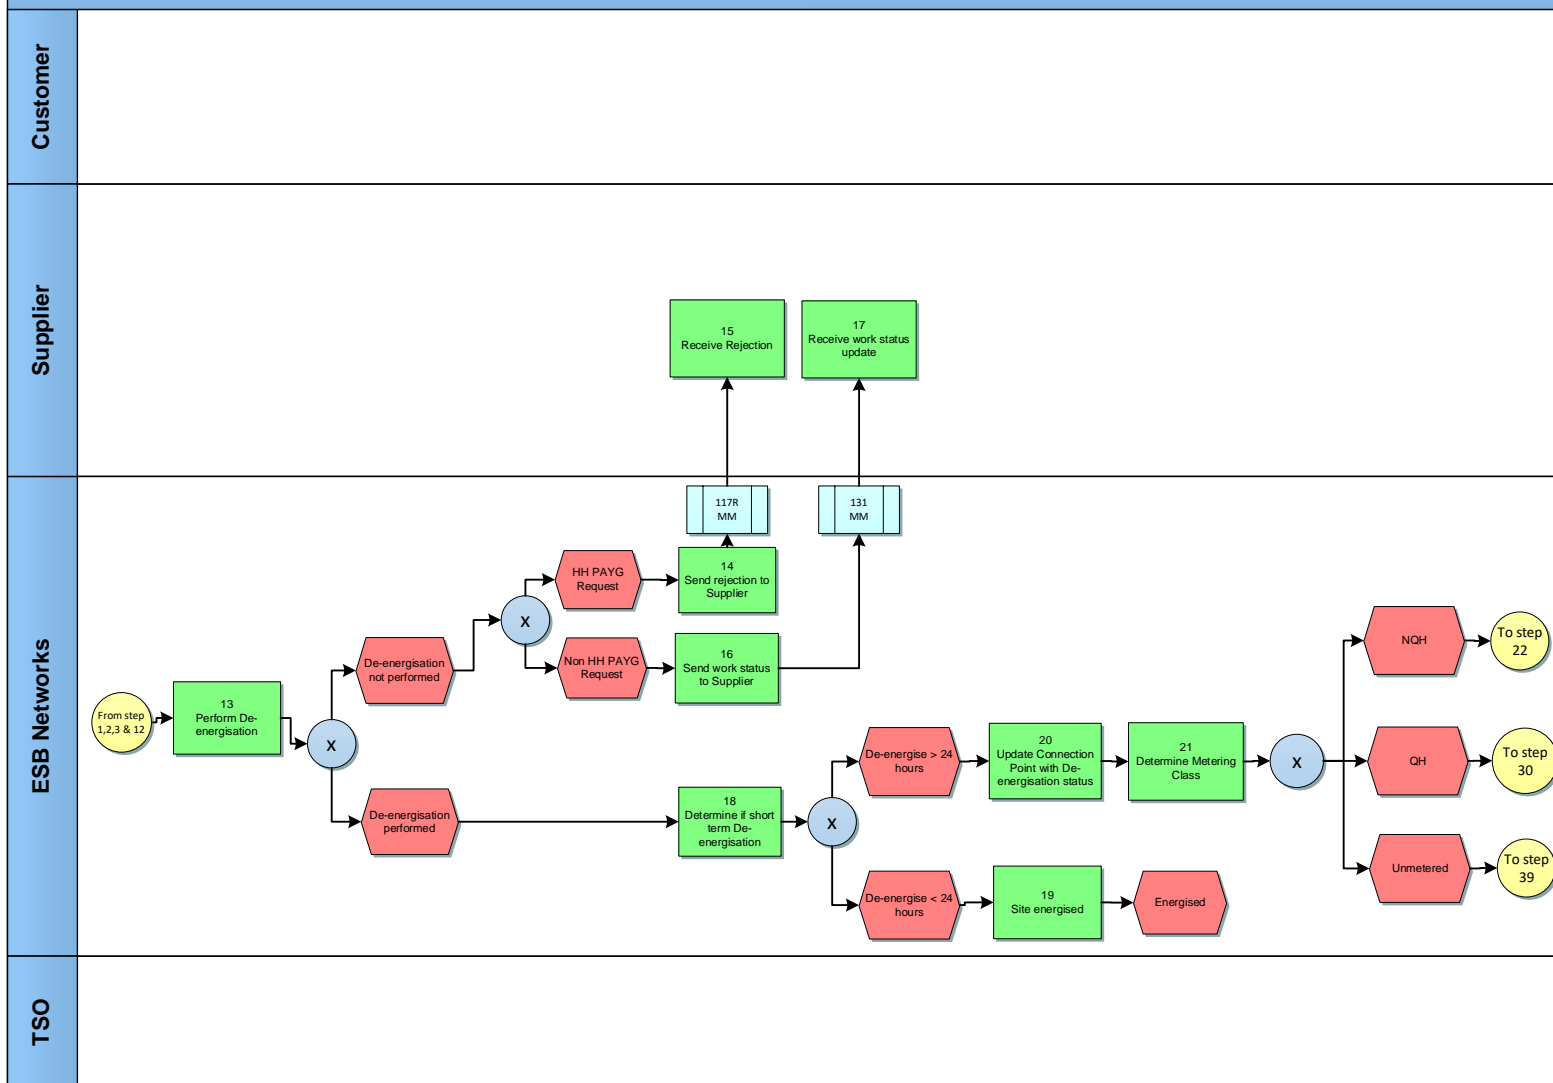 Customer
Supplier
15
Receive Rejection
17
Receive work status
update
ESB Networks
117R
MM
131
MM
HH PAYG
Request
14
Send rejection to
Supplier
X
De-energisation
not performed
Non HH PAYG
Request
16
Send work status
to Supplier
From step
1,2,3 & 12
13
Perform De-
energisation
X
De-energisation
performed
18
Determine if short
term De-
energisation
X
De-energise > 24
hours
20
Update Connection
Point with De-
energisation status
21
Determine Metering
Class
X
NQH
To step
22
QH
To step
30
Unmetered
To step
39
De-energise < 24
hours
19
Site energised
Energised
TSO